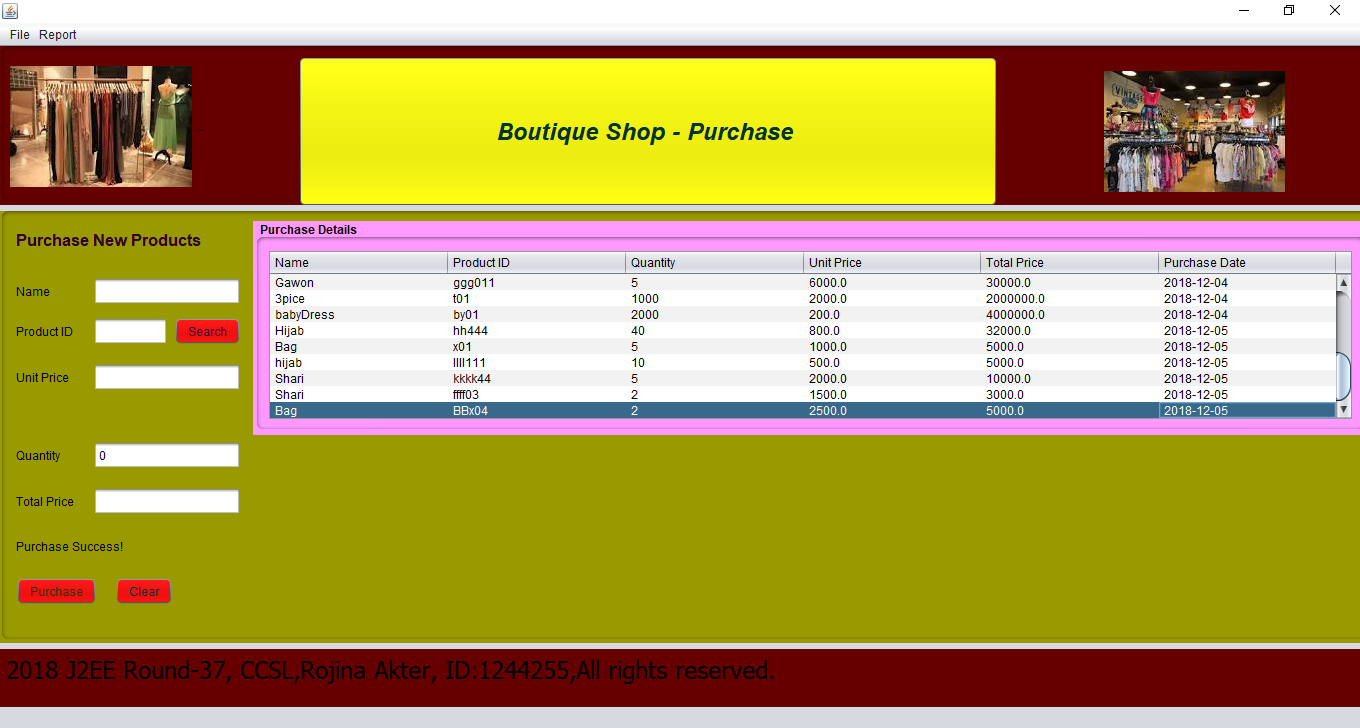 File Report
VINTAGE
Boutique Shop - Purchase
Purchase New Products
Name
Product ID Search
Unit Price
Quantity 0
Total Price
Purchase Success!
Purchase Clear
Purchase Details
Name Product ID Quantity Unit Price Total Price Purchase Date
Gawon ggg011 5 6000.0 30000.0 2018-12-04
3pice t01 1000 2000.0 2000000.0 2018-12-04
babyDress by01 2000 200.0 4000000.0 2018-12-04
Hijab hh444 40 800.0 32000.0 2018-12-05
Bag x01 5 1000.0 5000.0 2018-12-05
hijab llll111 10 500.0 5000.0 2018-12-05
Shari kkkk44 5 2000.0 10000.0 2018-12-05
Shari ffff03 2 1500.0 3000.0 2018-12-05
Bag BBx04 2 2500.0 5000.0 2018-12-05
2018 J2EE Round-37, CCSL,Rojina Akter, ID:1244255,All rights reserved.